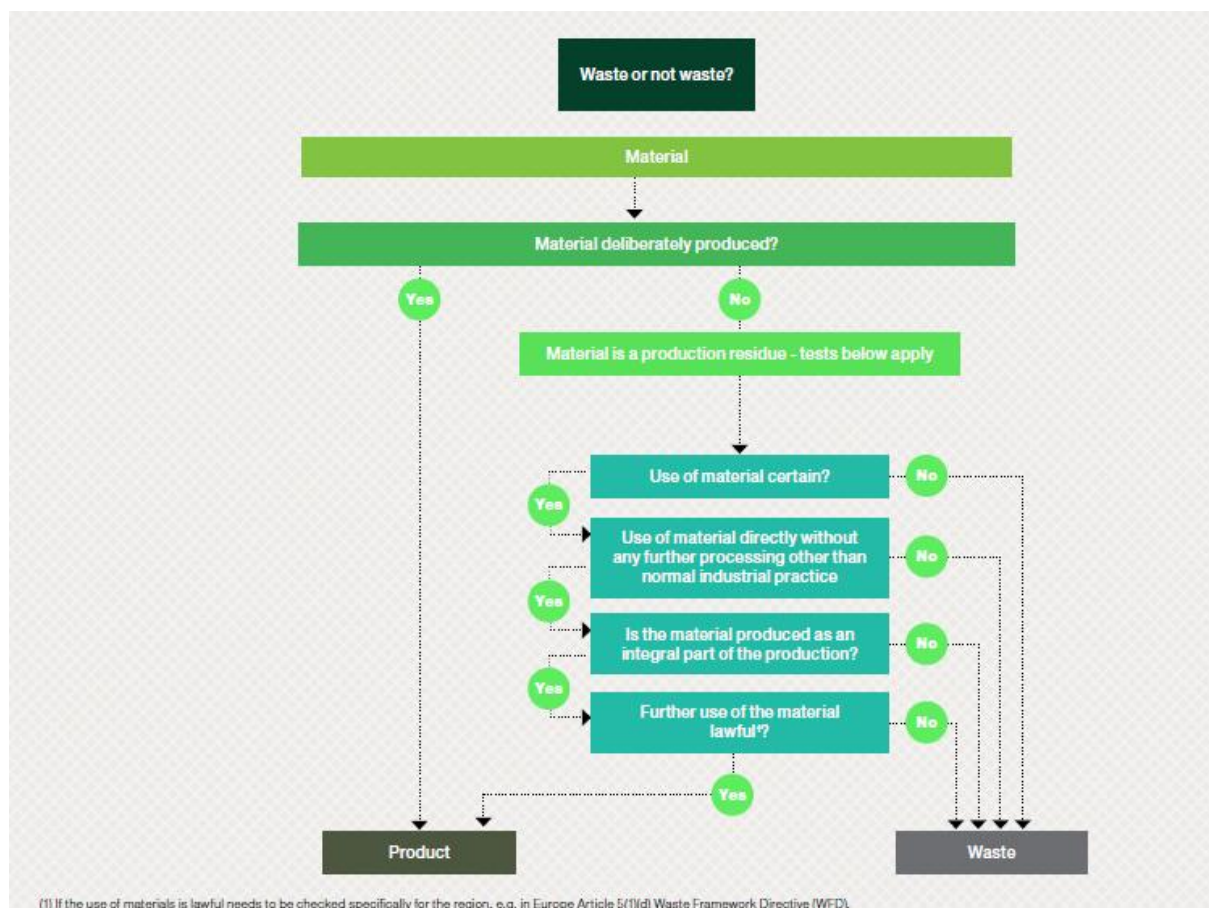 Waste or not waste?
Material
Material deliberately produced?
Yes
No
Material is a production residue - tests below apply
Use of material certain?
No
Yes
Use of material directly without
any further processing other than
normal industrial practice
No
Yes
Is the material produced as an
integral part of the production?
No
Yes
Further use of the material
lawful¹?
No
Yes
Product
Waste
(1) If the use of materials is lawful needs to be checked specifically for the region, e.g. in Europe Article 5(1)(d) Waste Framework Directive (WFD).